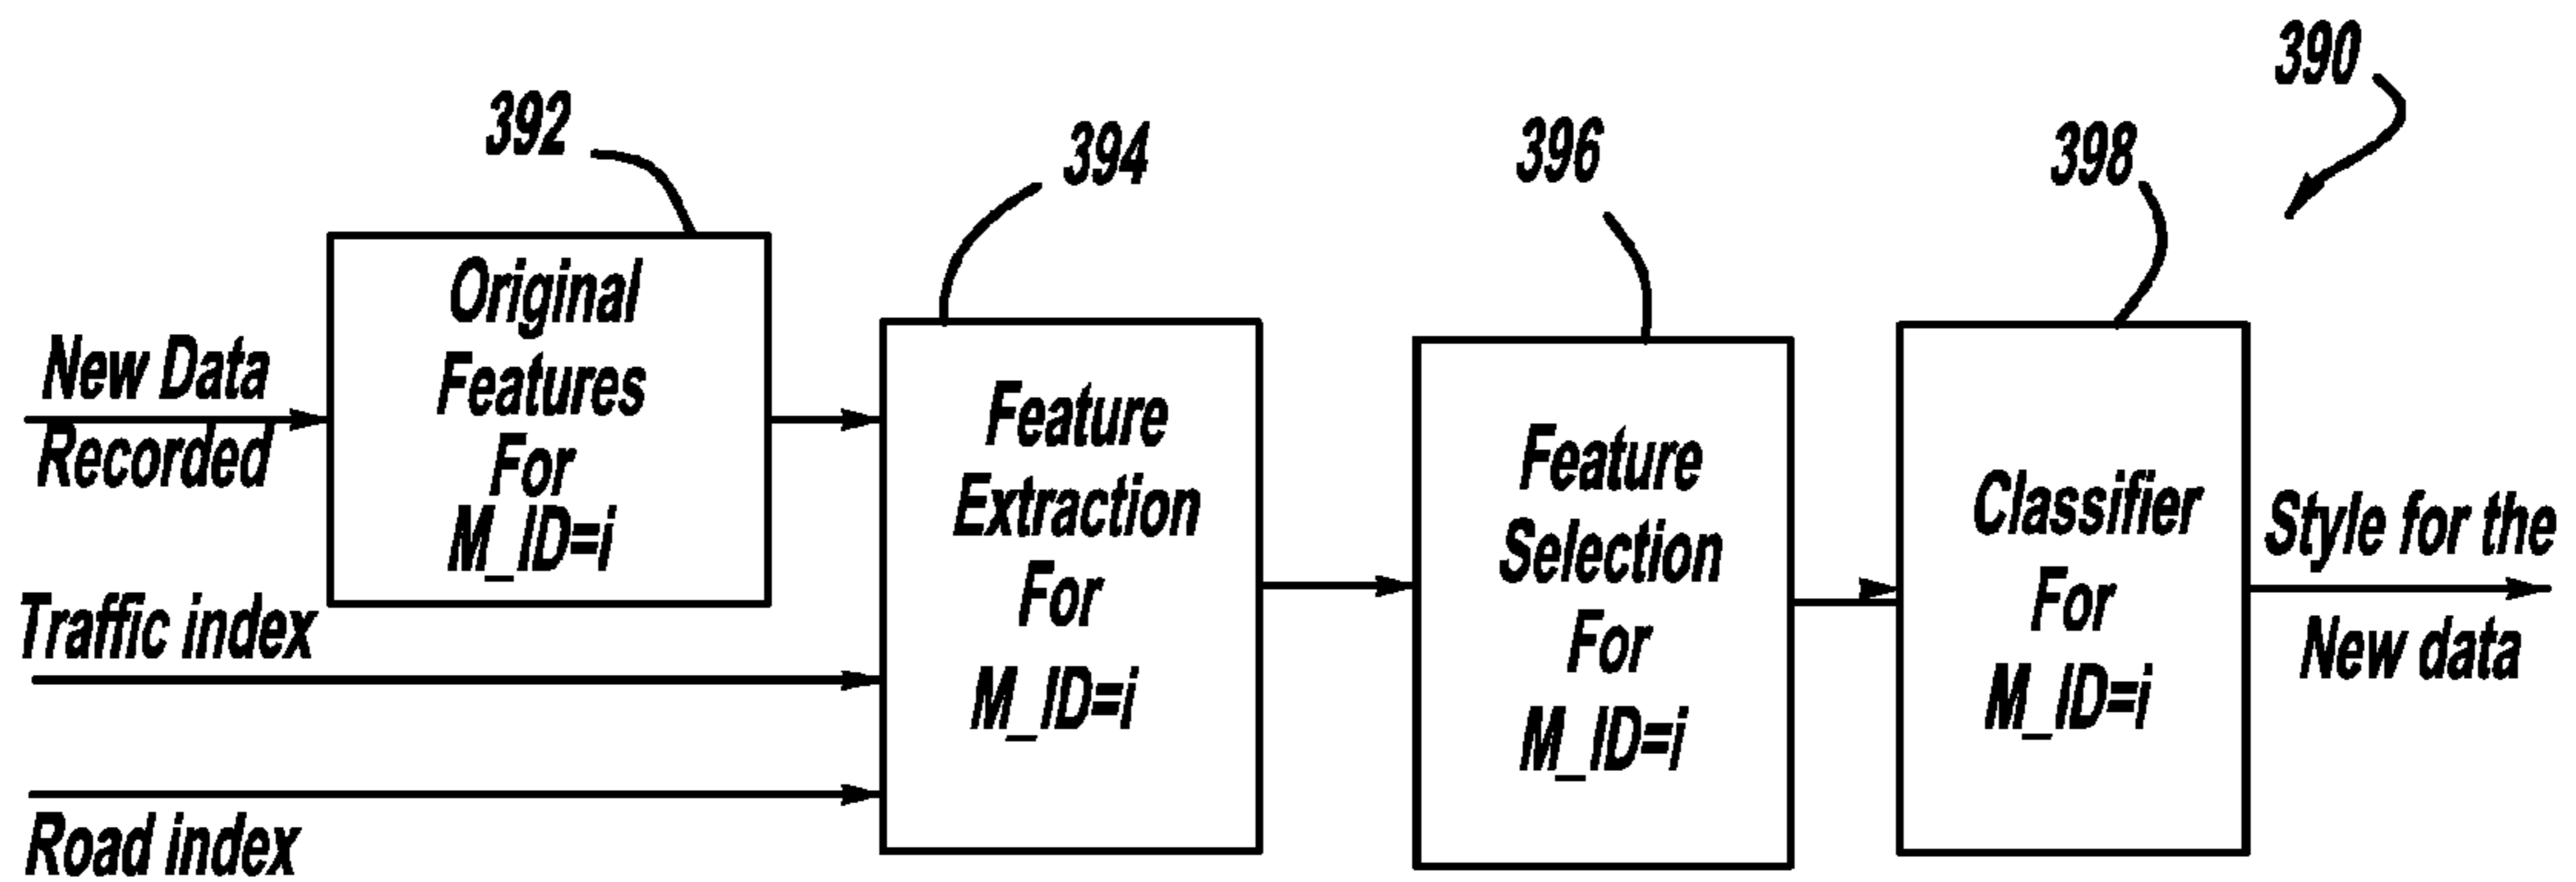 390
392
394
396
398
New Data
Recorded
Original
Features
For
M_ID=i
Traffic index
Road index
Feature
Extraction
For
M_ID=i
Feature
Selection
For
M_ID=i
Classifier
For
M_ID=i
Style for the
New data